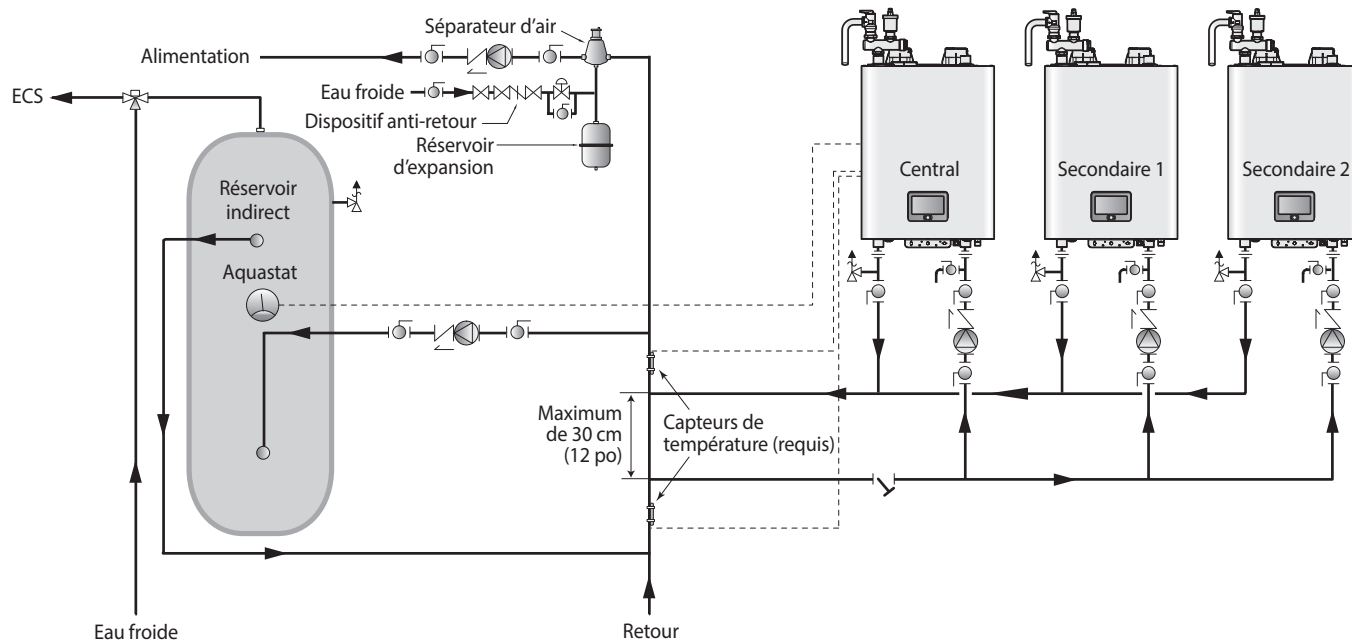 Séparateur d’air
Alimentation
ECS
Eau froide
Dispositif anti-retour
Réservoir
d’expansion
Central
Secondaire 1
Secondaire 2
Réservoir
indirect
Aquastat
Maximum
de 30 cm
(12 po)
Capteurs de
température (requis)
Eau froide
Retour